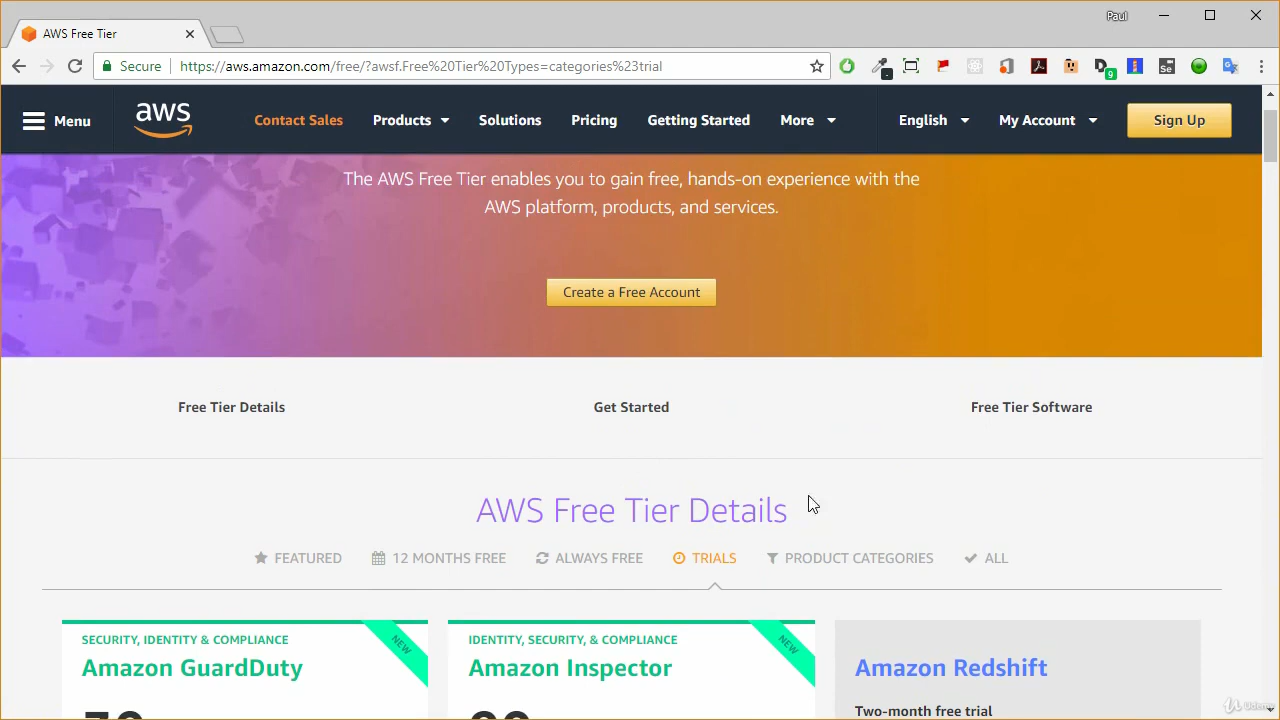 AWS Free Tier
Paul
Secure
https://aws.amazon.com/free/?awsf.Free%20Tier%20Types=categories%23trial
9
Se
Menu
aws
Contact Sales
Products
Solutions
Pricing
Getting Started
More
English
My Account
Sign Up
The AWS Free Tier enables you to gain free, hands-on experience with the
AWS platform, products, and services.
Create a Free Account
Free Tier Details
Get Started
Free Tier Software
AWS Free Tier Details
FEATURED
12 MONTHS FREE
ALWAYS FREE
TRIALS
PRODUCT CATEGORIES
ALL
SECURITY, IDENTITY & COMPLIANCE
NEW
Amazon GuardDuty
IDENTITY, SECURITY, & COMPLIANCE
NEW
Amazon Inspector
Amazon Redshift
Two-month free trial
Udemy